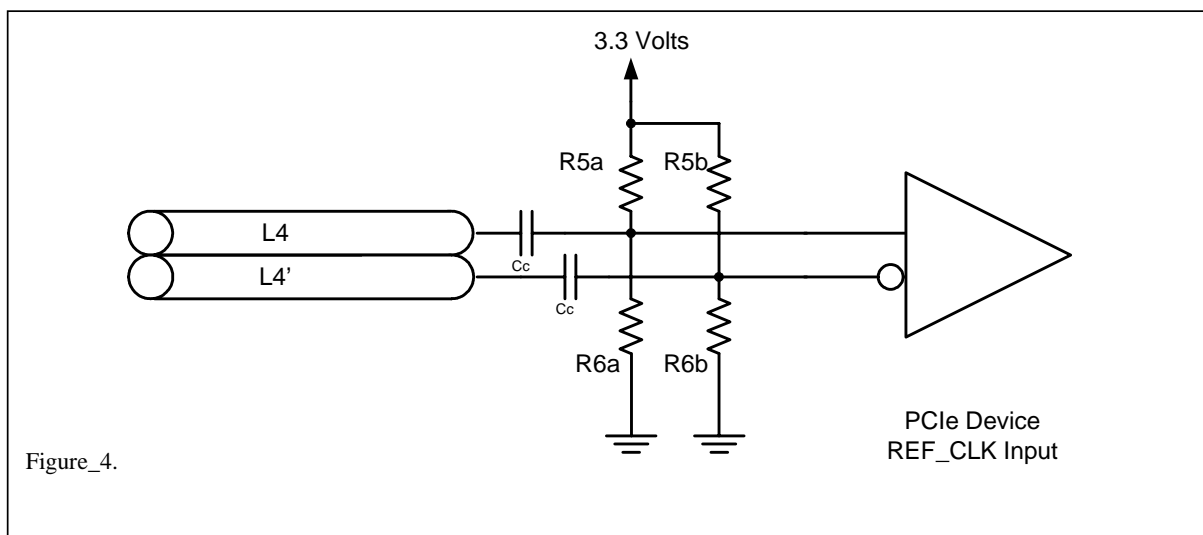 3.3 Volts
R5a
R5b
L4
Cc
L4’
Cc
R6a
R6b
PCIe Device
REF_CLK Input
Figure_4.